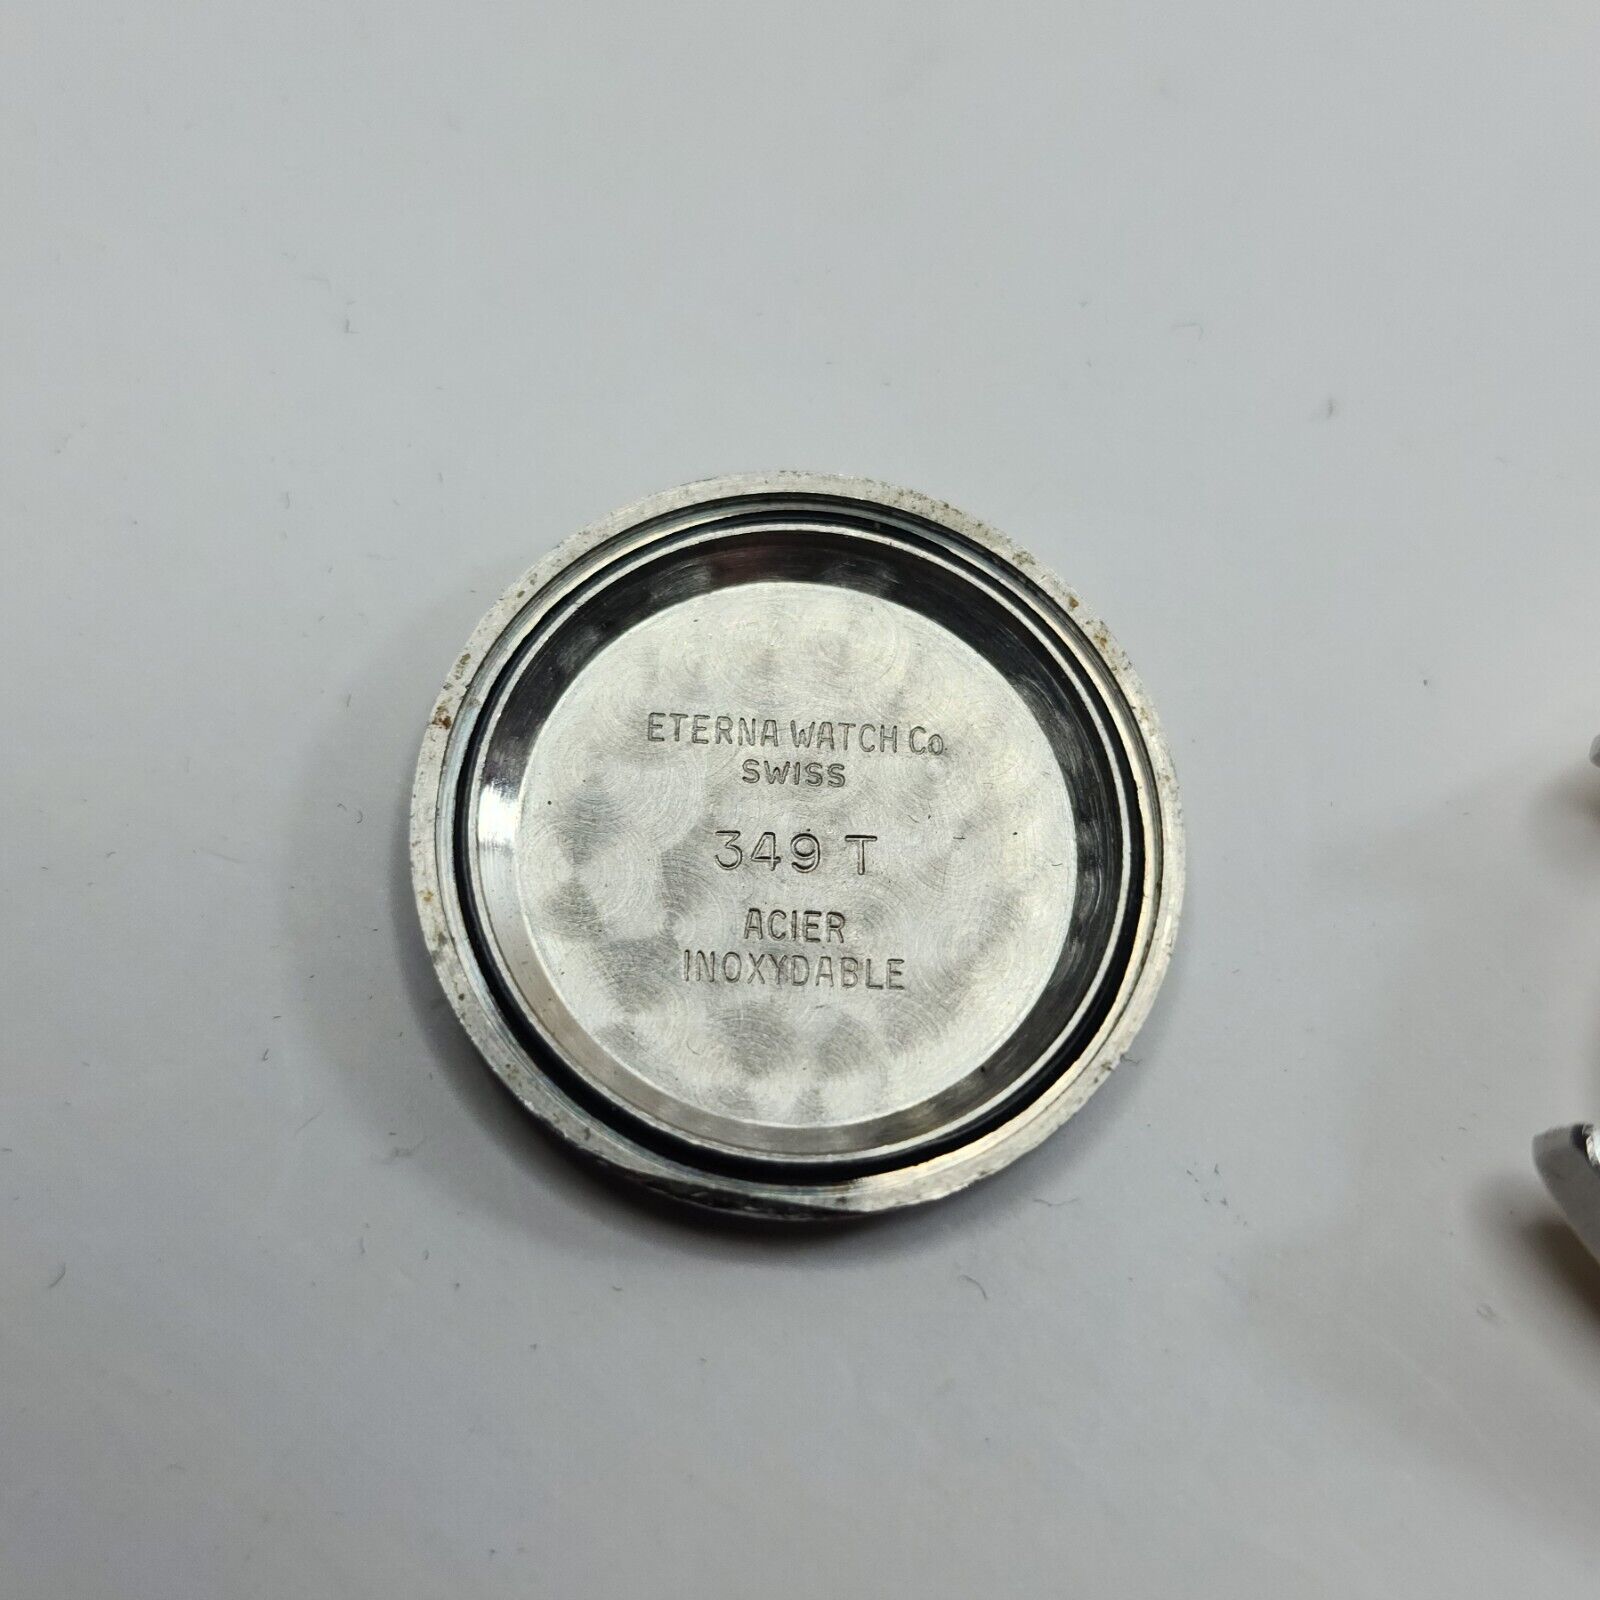 ETERNA WATCH Co
SWISS
349 T
ACIER
INOXYDABLE